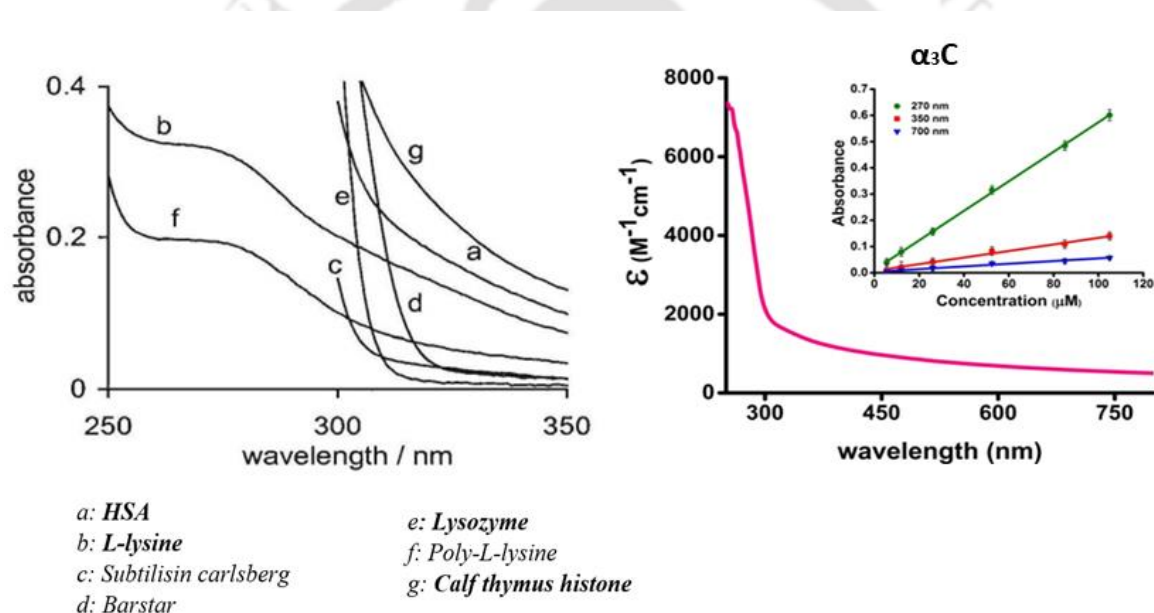 0.4
0.2
0
absorbance
250
300
350
wavelength / nm
b
f
e
c
d
g
a
a: HSA
b: L-lysine
c: Subtilisin carlsberg
d: Barstar
e: Lysozyme
f: Poly-L-lysine
g: Calf thymus histone
α₃C
8000
6000
4000
2000
0
ε (M⁻¹cm⁻¹)
300
450
600
750
wavelength (nm)
0.7
0.6
0.5
0.4
0.3
0.2
0.1
0.0
Absorbance
270 nm
350 nm
700 nm
0
20
40
60
80
100
120
Concentration (μM)